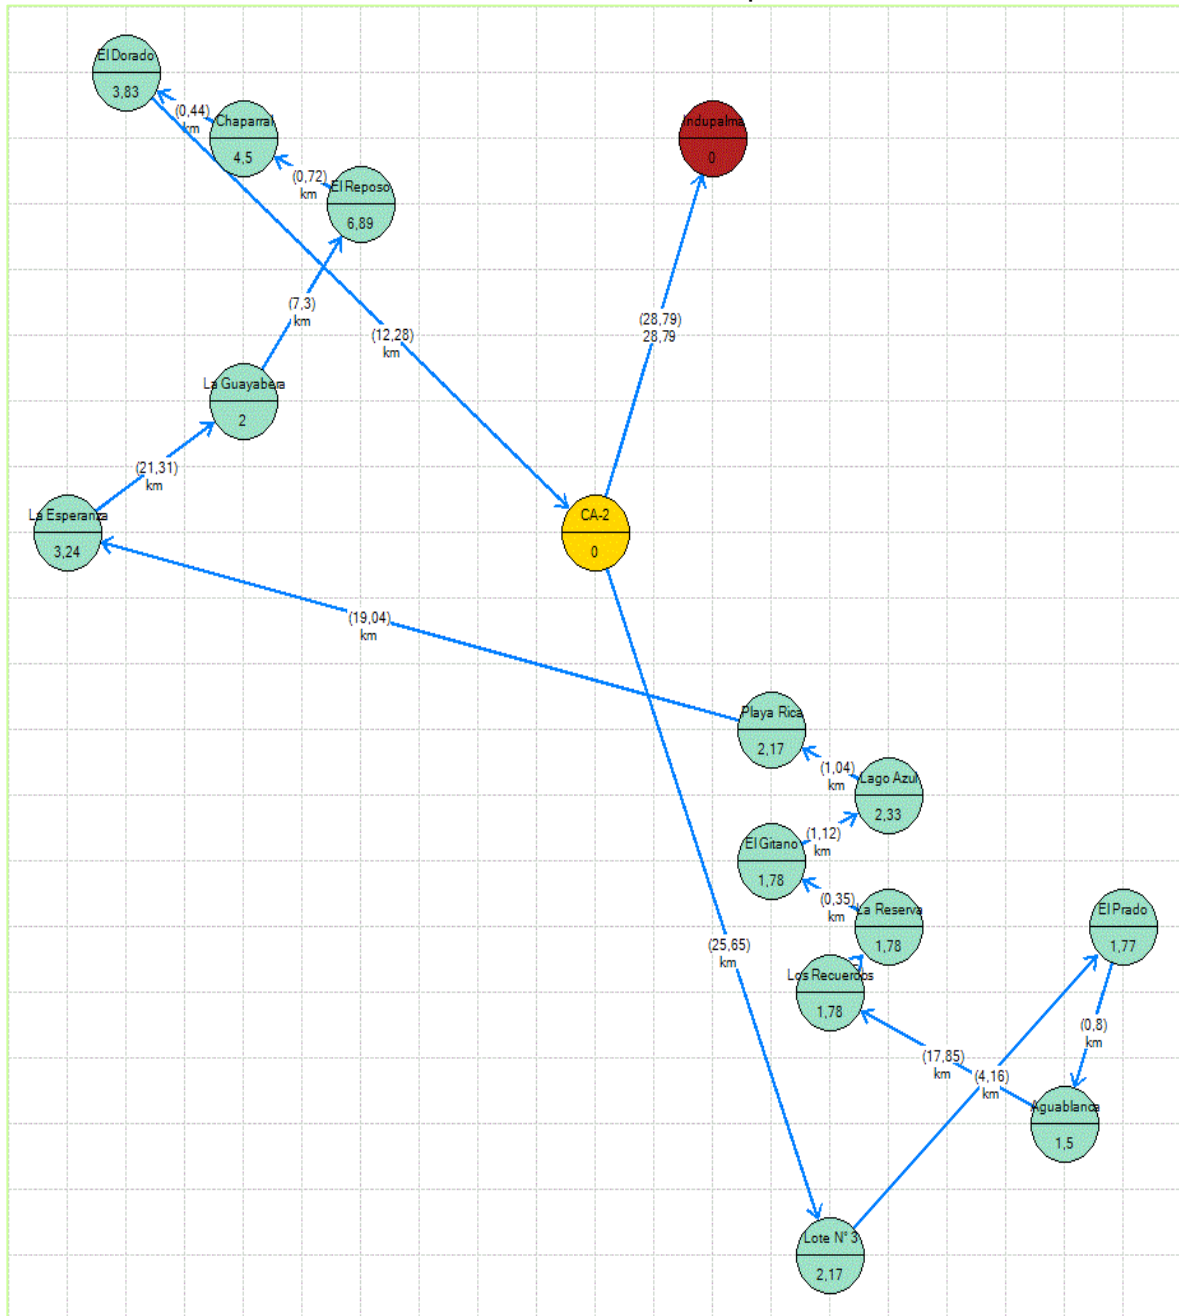 El Dorado
3,83
(0,44)
km
Chaparral
4,5
Indupalma
0
(0,72)
km
El Reposo
6,89
(7,3)
km
(12,28)
km
(28,79)
28,79
La Guayabera
2
(21,31)
km
La Esperanza
3,24
CA-2
0
(19,04)
km
Playa Rica
2,17
(1,04)
km
Lago Azul
2,33
El Gitano
1,78
(1,12)
km
(0,35)
km
La Reserva
1,78
El Prado
1,77
(25,65)
km
Los Recuerdos
1,78
(0,8)
km
(17,85)
km
(4,16)
km
Aguablanca
1,5
Lote N° 3
2,17